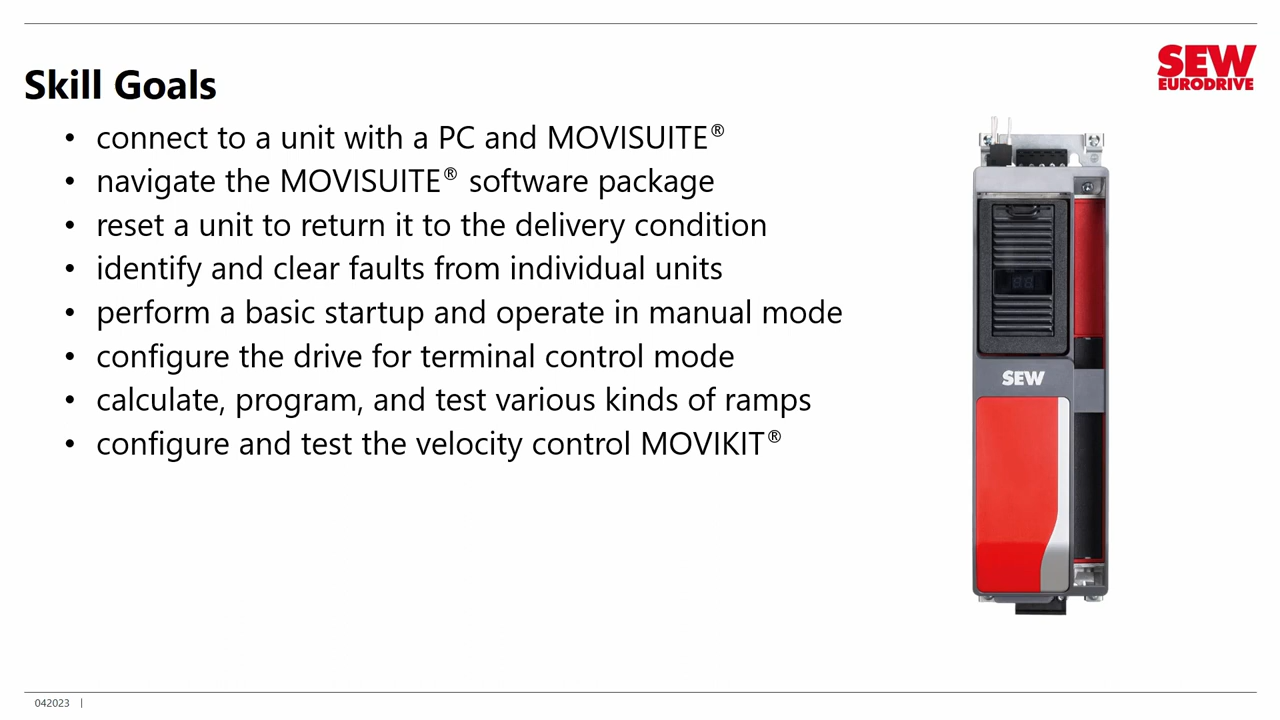 SEW
EURODRIVE
Skill Goals
• connect to a unit with a PC and MOVISUITE®
• navigate the MOVISUITE® software package
• reset a unit to return it to the delivery condition
• identify and clear faults from individual units
• perform a basic startup and operate in manual mode
• configure the drive for terminal control mode
• calculate, program, and test various kinds of ramps
• configure and test the velocity control MOVIKIT®
SEW
042023 |